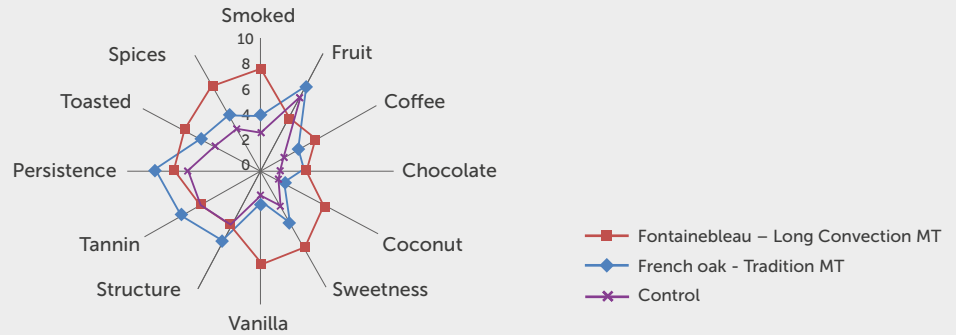 Smoked
10
Fruit
Spices
8
6
Toasted
Coffee
4
2
0
Persistence
Chocolate
Tannin
Coconut
Structure
Sweetness
Vanilla
Fontainebleau – Long Convection MT
French oak - Tradition MT
Control